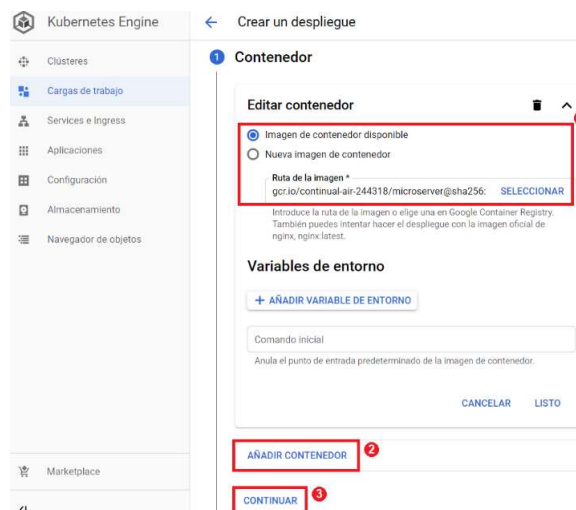 Kubernetes Engine
Clústeres
Cargas de trabajo
Services e Ingress
Aplicaciones
Configuración
Almacenamiento
Navegador de objetos
Marketplace
Crear un despliegue
1 Contenedor
Editar contenedor
Imagen de contenedor disponible
Nueva imagen de contenedor
Ruta de la imagen *
gcr.io/continual-air-244318/microserver@sha256: SELECCIONAR
Introduce la ruta de la imagen o elige una en Google Container Registry.
También puedes intentar hacer el despliegue con la imagen oficial de
nginx, nginx:latest.
Variables de entorno
+ AÑADIR VARIABLE DE ENTORNO
Comando inicial
Anula el punto de entrada predeterminado de la imagen de contenedor.
CANCELAR LISTO
AÑADIR CONTENEDOR 2
CONTINUAR 3